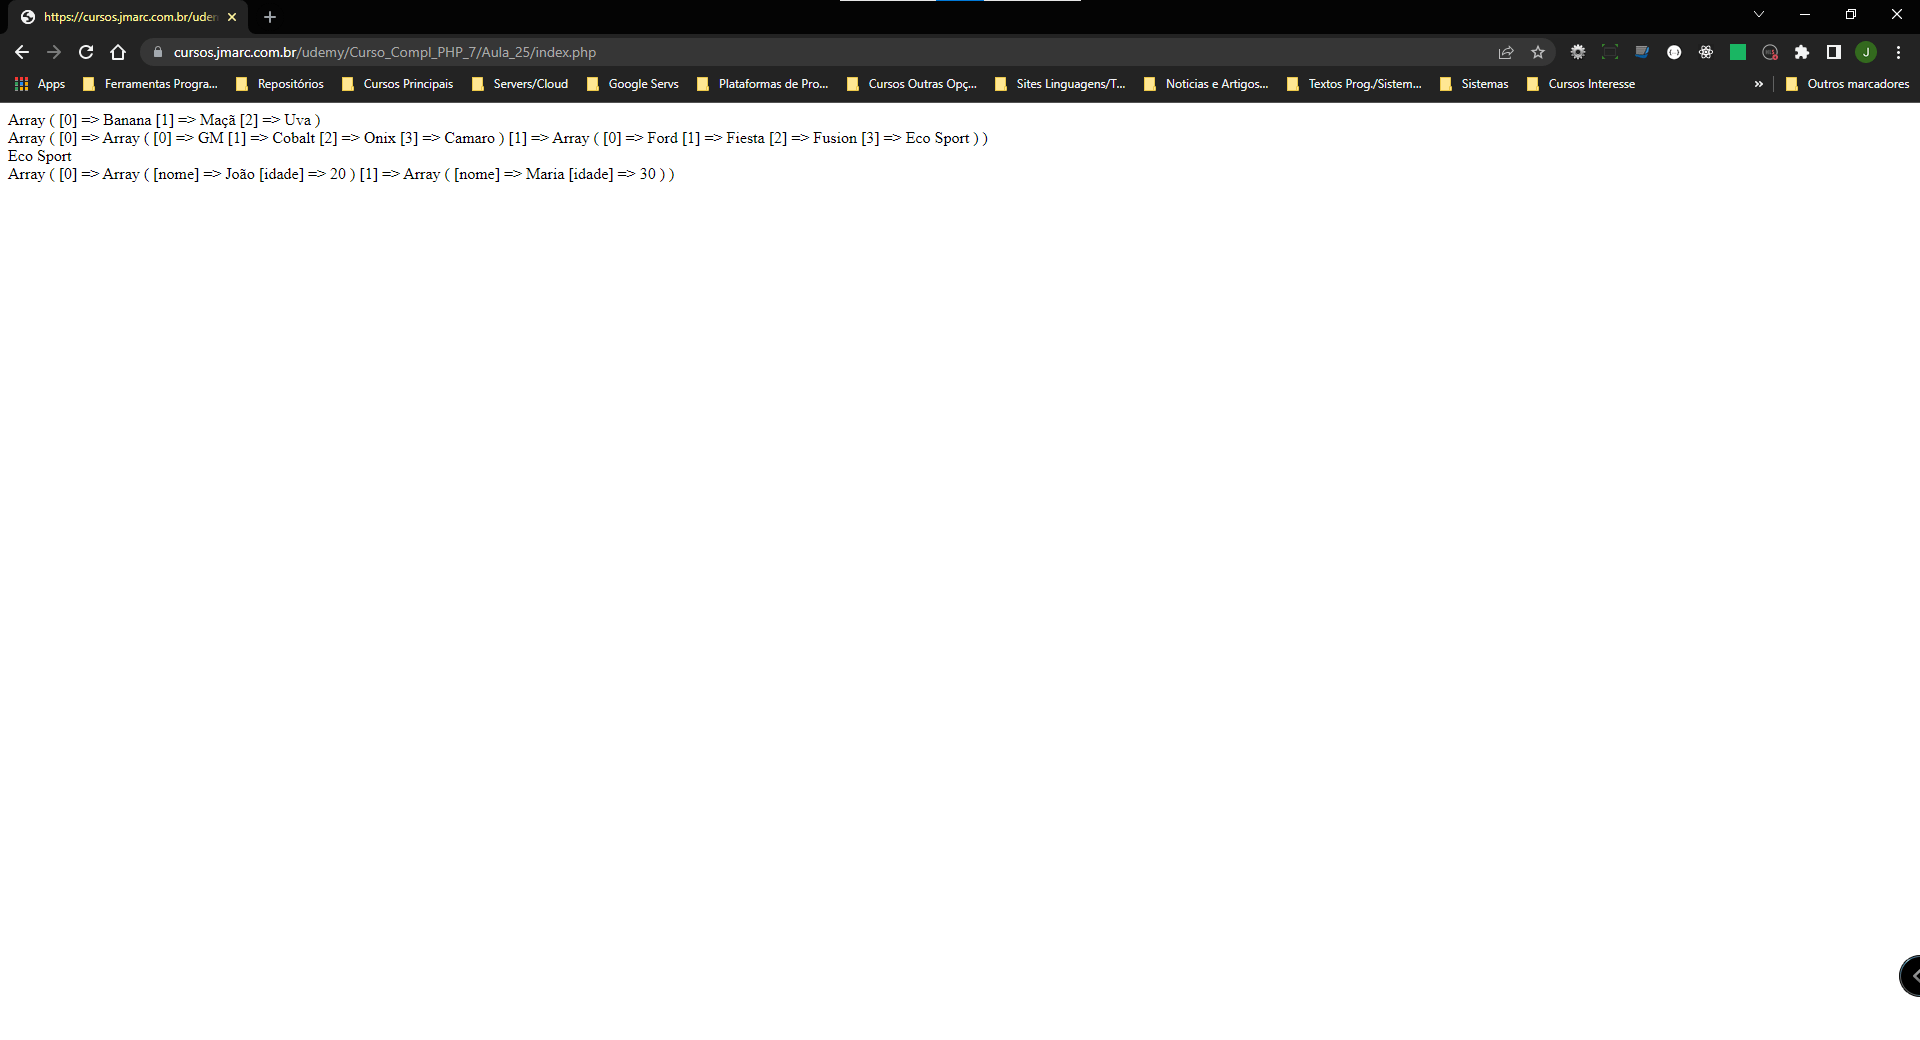 https://cursos.jmarc.com.br/uden
cursos.jmarc.com.br/udemy/Curso_Compl_PHP_7/Aula_25/index.php
J
Apps Ferramentas Progra... Repositórios Cursos Principais Servers/Cloud Google Servs Plataformas de Pro... Cursos Outras Opç... Sites Linguagens/T... Noticias e Artigos... Textos Prog./Sistem... Sistemas Cursos Interesse » Outros marcadores
Array ( [0] => Banana [1] => Maçã [2] => Uva )
Array ( [0] => Array ( [0] => GM [1] => Cobalt [2] => Onix [3] => Camaro ) [1] => Array ( [0] => Ford [1] => Fiesta [2] => Fusion [3] => Eco Sport ) )
Eco Sport
Array ( [0] => Array ( [nome] => João [idade] => 20 ) [1] => Array ( [nome] => Maria [idade] => 30 ) )